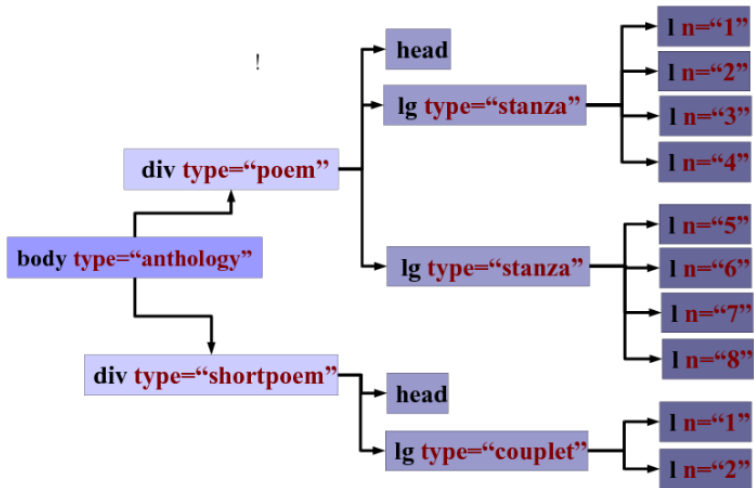 !
body type=“anthology”
div type=“poem”
head
lg type=“stanza”
l n=“1”
l n=“2”
l n=“3”
l n=“4”
lg type=“stanza”
l n=“5”
l n=“6”
l n=“7”
l n=“8”
div type=“shortpoem”
head
lg type=“couplet”
l n=“1”
l n=“2”